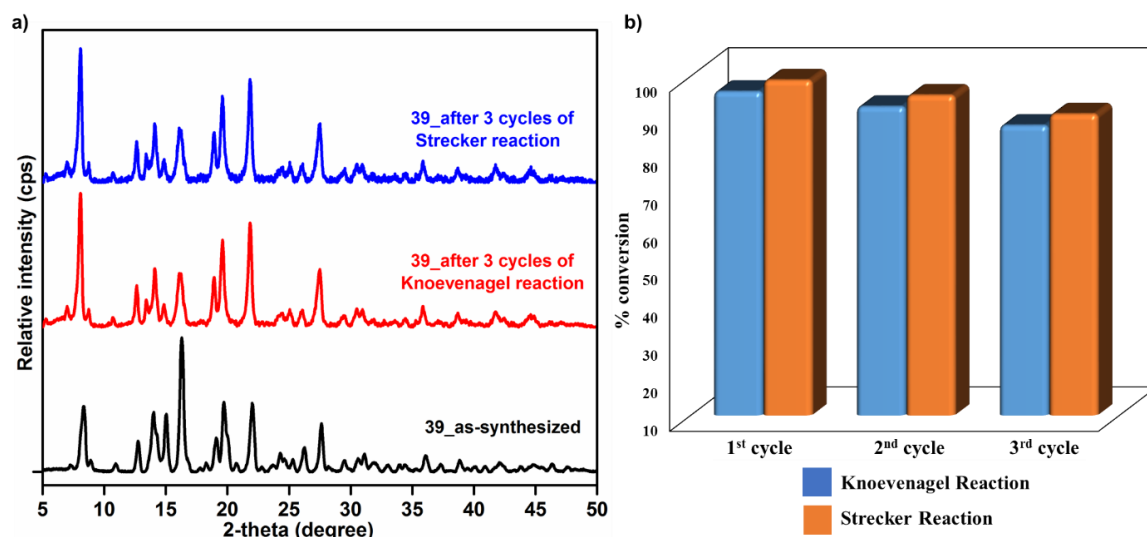 a)
Relative intensity (cps)
39_after 3 cycles of
Strecker reaction
39_after 3 cycles of
Knoevenagel reaction
39_as-synthesized
5 10 15 20 25 30 35 40 45 50
2-theta (degree)
b)
% conversion
100
90
80
70
60
50
40
30
20
10
1st cycle 2nd cycle 3rd cycle
Knoevenagel Reaction
Strecker Reaction